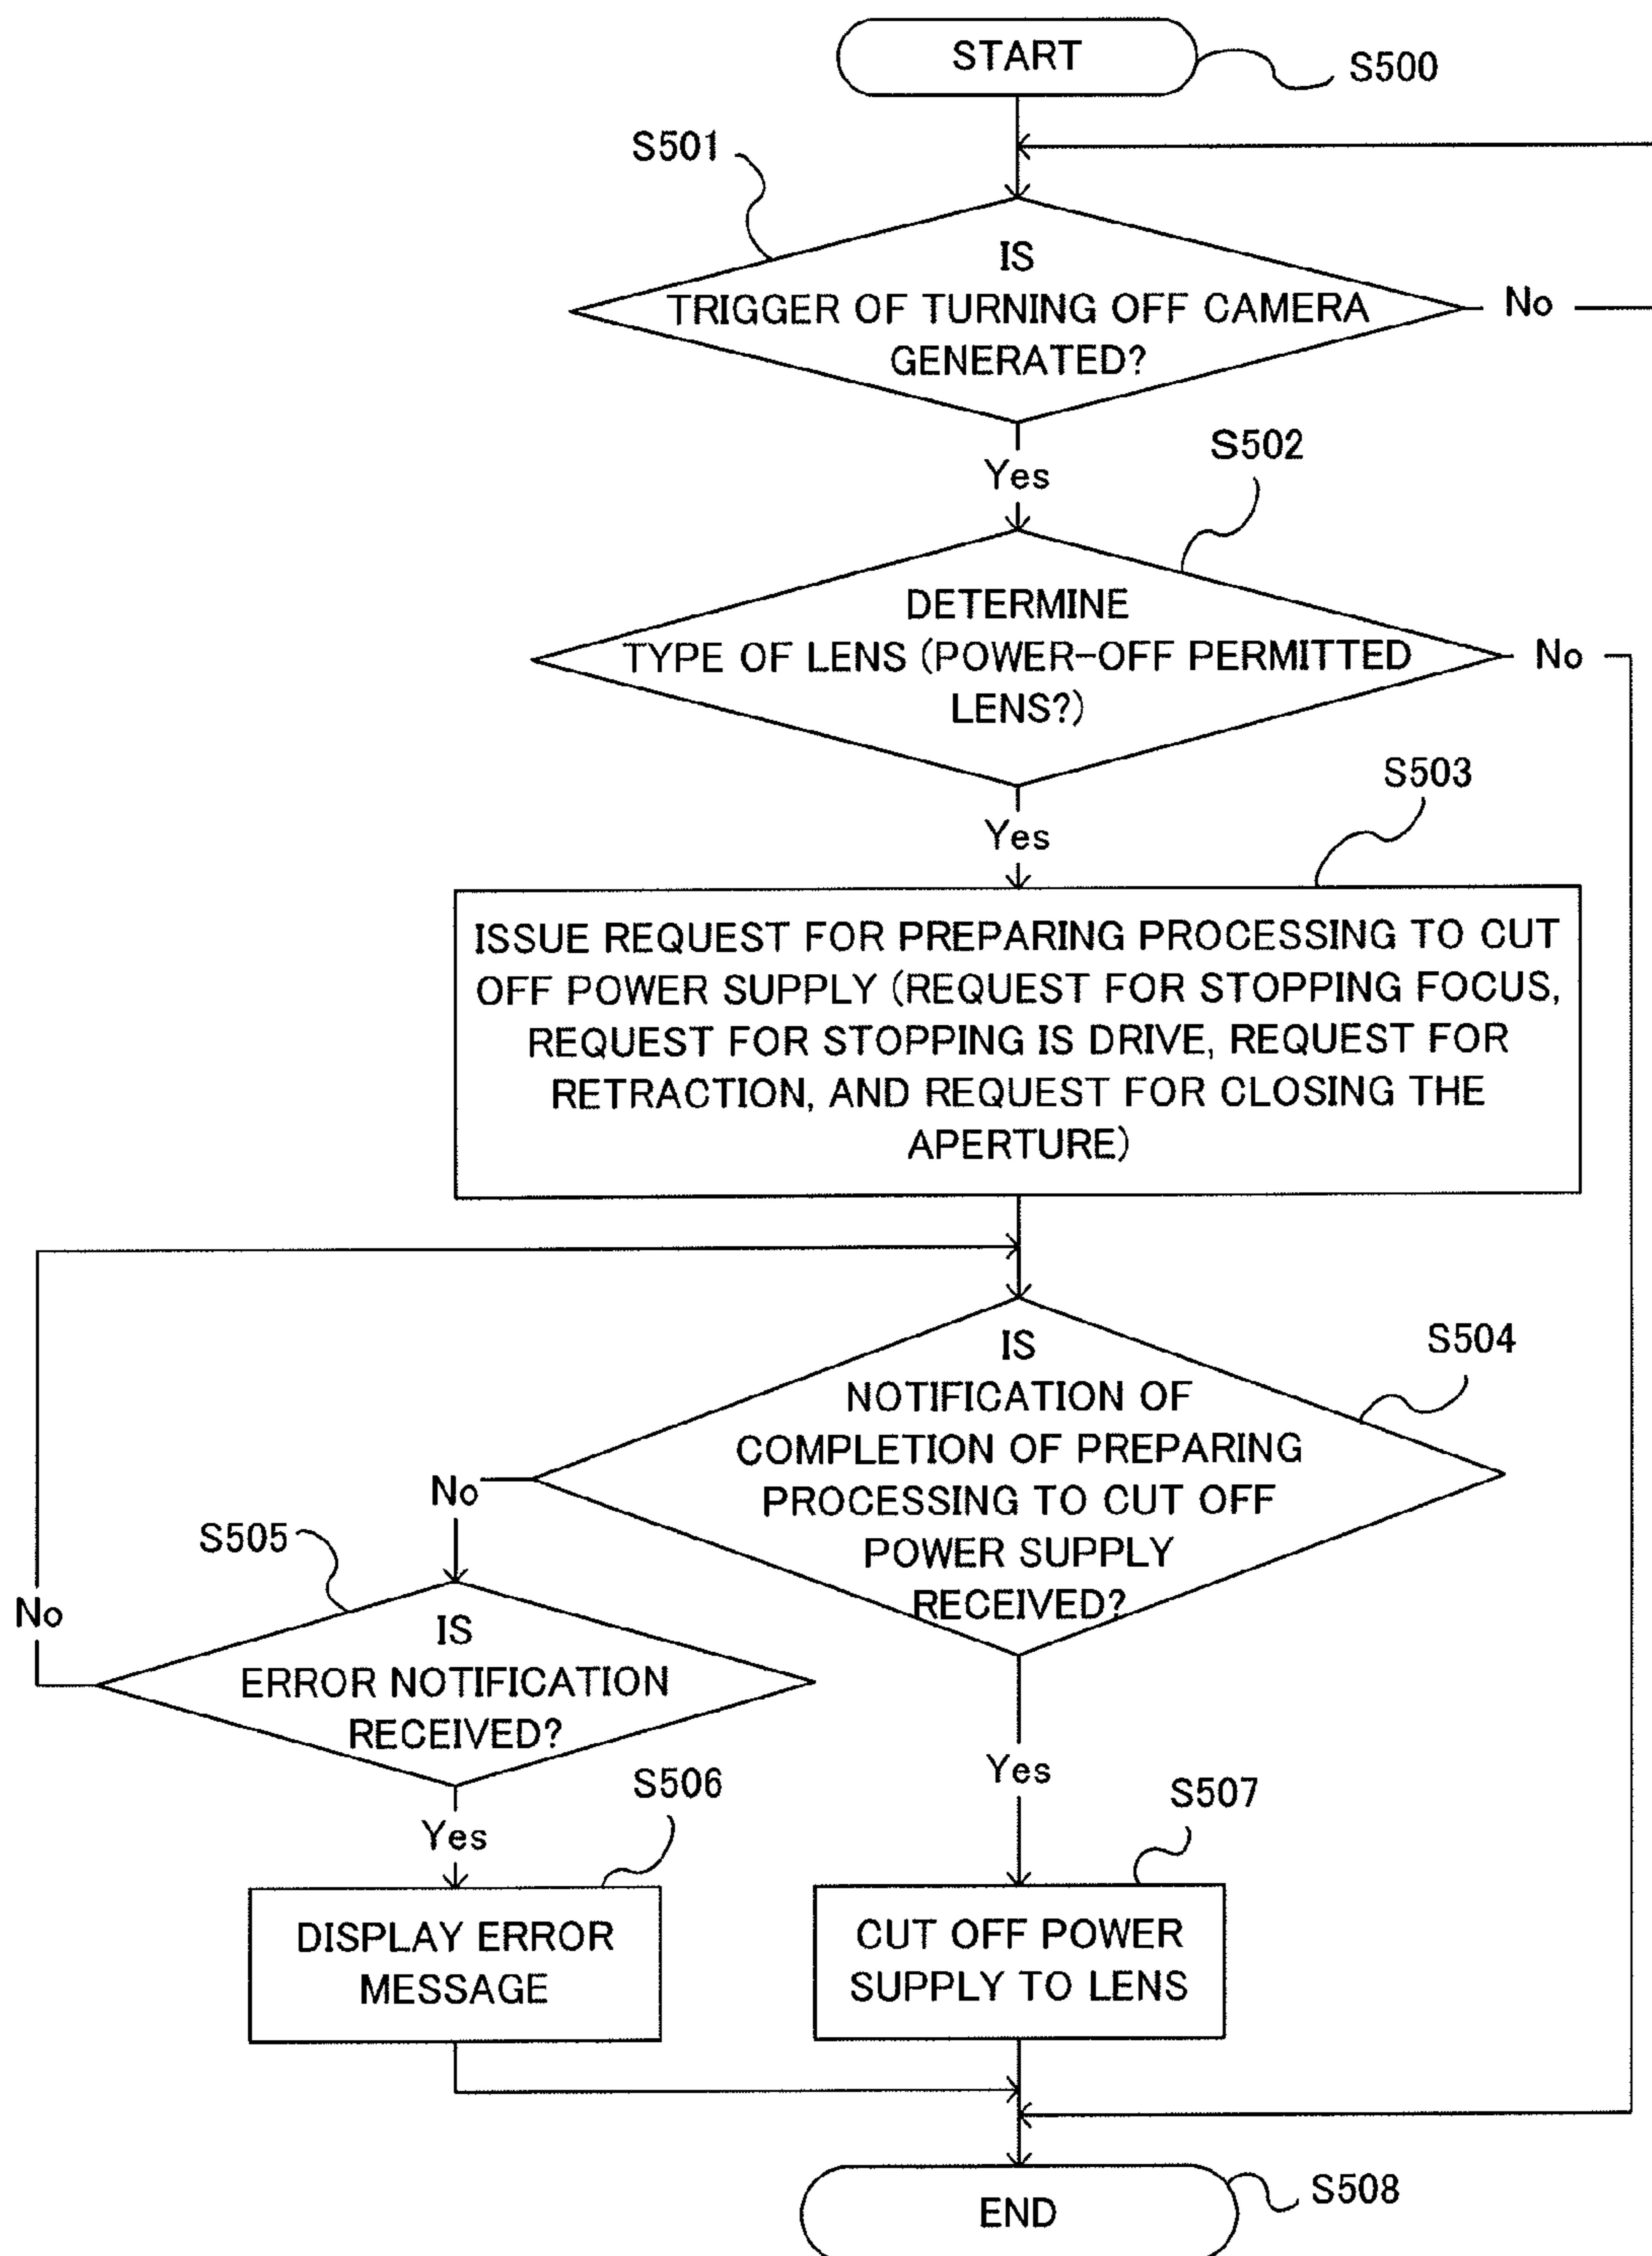 START
S500
S501
IS
TRIGGER OF TURNING OFF CAMERA
GENERATED?
No
Yes
S502
DETERMINE
TYPE OF LENS (POWER-OFF PERMITTED
LENS?)
No
Yes
S503
ISSUE REQUEST FOR PREPARING PROCESSING TO CUT
OFF POWER SUPPLY (REQUEST FOR STOPPING FOCUS,
REQUEST FOR STOPPING IS DRIVE, REQUEST FOR
RETRACTION, AND REQUEST FOR CLOSING THE
APERTURE)
S504
IS
NOTIFICATION OF
COMPLETION OF PREPARING
PROCESSING TO CUT OFF
POWER SUPPLY
RECEIVED?
No
S505
No
IS
ERROR NOTIFICATION
RECEIVED?
Yes
Yes
S506
S507
DISPLAY ERROR
MESSAGE
CUT OFF POWER
SUPPLY TO LENS
END
S508